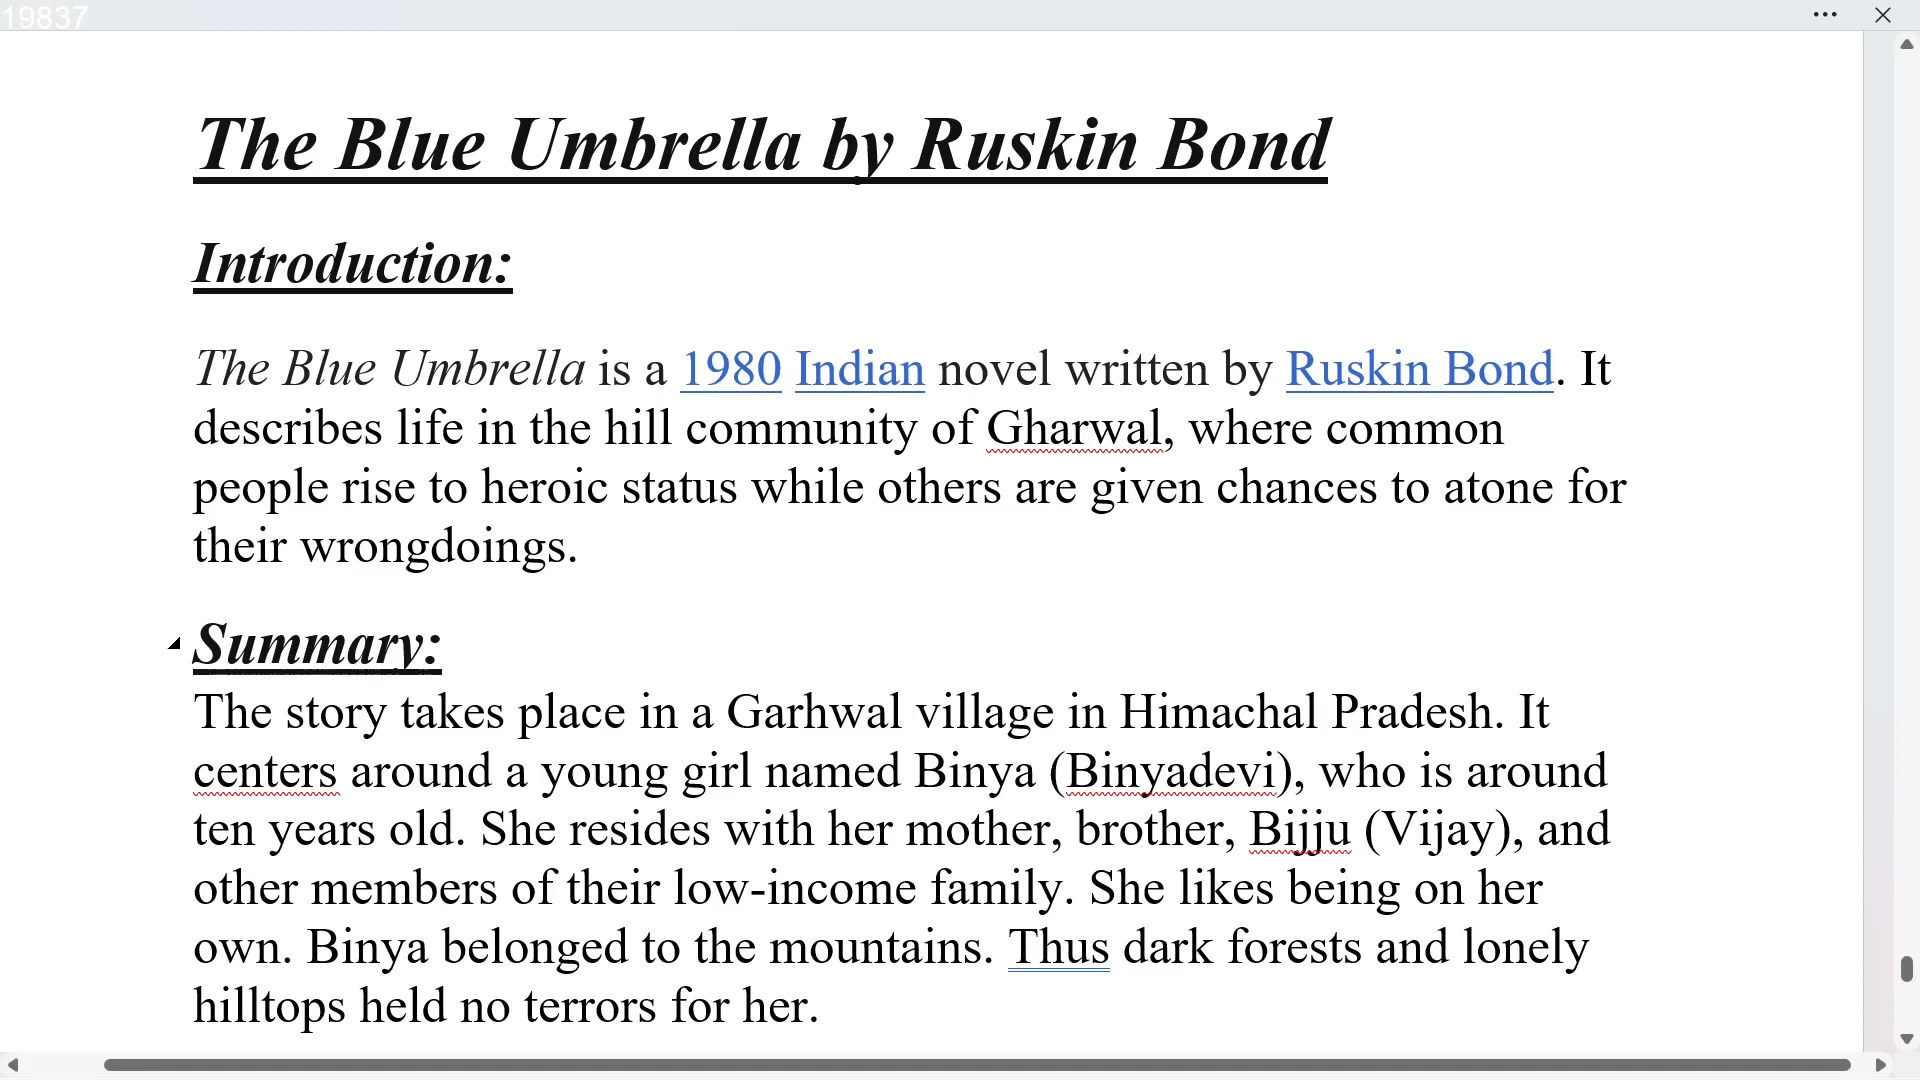 19837
The Blue Umbrella by Ruskin Bond
Introduction:
The Blue Umbrella is a 1980 Indian novel written by Ruskin Bond. It
describes life in the hill community of Gharwal, where common
people rise to heroic status while others are given chances to atone for
their wrongdoings.
Summary:
The story takes place in a Garhwal village in Himachal Pradesh. It
centers around a young girl named Binya (Binyadevi), who is around
ten years old. She resides with her mother, brother, Bijju (Vijay), and
other members of their low-income family. She likes being on her
own. Binya belonged to the mountains. Thus dark forests and lonely
hilltops held no terrors for her.